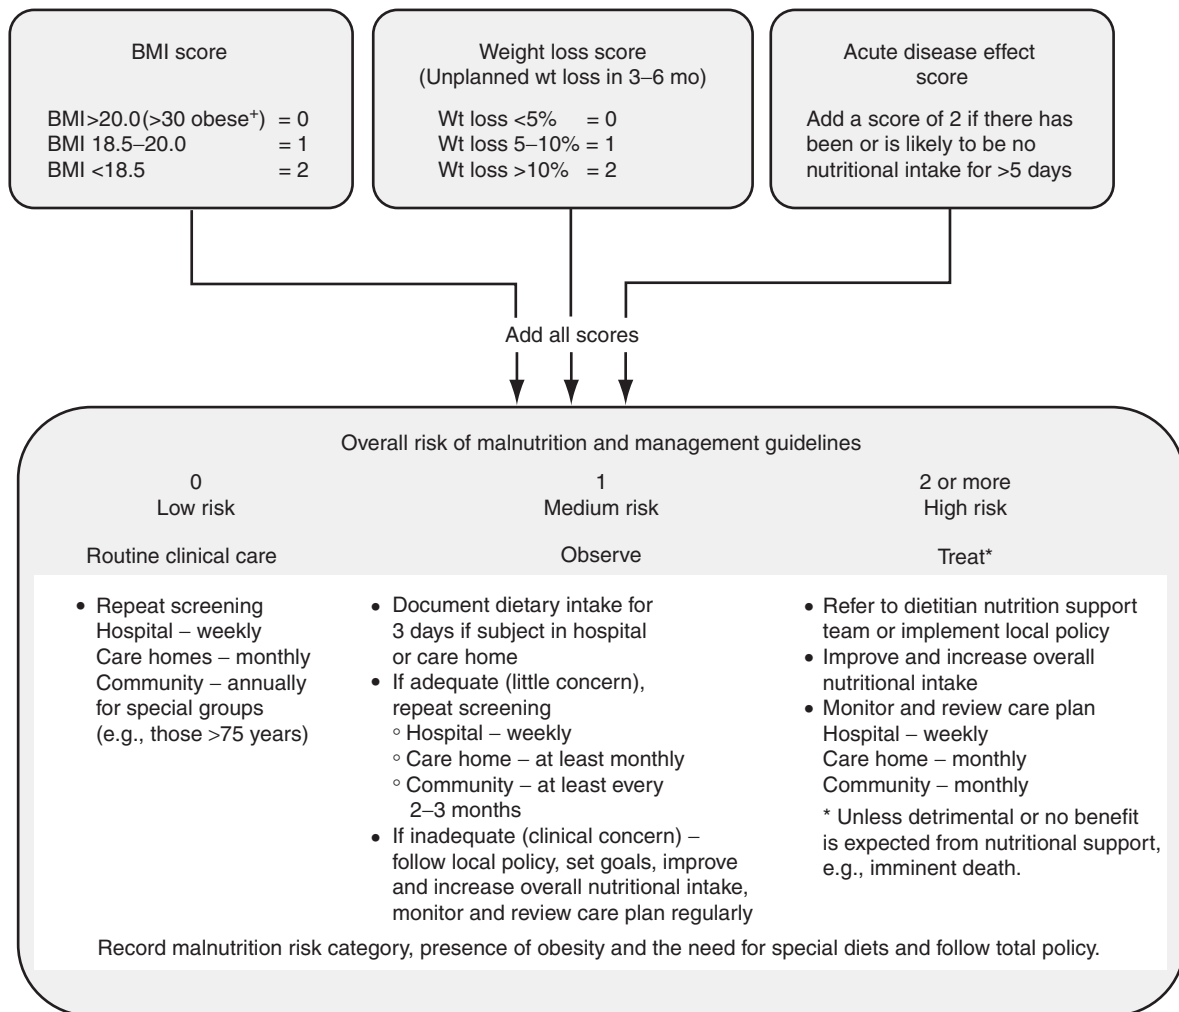 BMI score
BMI>20.0(>30 obese⁺) = 0
BMI 18.5–20.0 = 1
BMI <18.5 = 2
Weight loss score
(Unplanned wt loss in 3–6 mo)
Wt loss <5% = 0
Wt loss 5–10% = 1
Wt loss >10% = 2
Acute disease effect
score
Add a score of 2 if there has
been or is likely to be no
nutritional intake for >5 days
Add all scores
Overall risk of malnutrition and management guidelines
0
Low risk
Routine clinical care
• Repeat screening
Hospital – weekly
Care homes – monthly
Community – annually
for special groups
(e.g., those >75 years)
1
Medium risk
Observe
• Document dietary intake for
3 days if subject in hospital
or care home
• If adequate (little concern),
repeat screening
○ Hospital – weekly
○ Care home – at least monthly
○ Community – at least every
2–3 months
• If inadequate (clinical concern) –
follow local policy, set goals, improve
and increase overall nutritional intake,
monitor and review care plan regularly
2 or more
High risk
Treat*
• Refer to dietitian nutrition support
team or implement local policy
• Improve and increase overall
nutritional intake
• Monitor and review care plan
Hospital – weekly
Care home – monthly
Community – monthly
* Unless detrimental or no benefit
is expected from nutritional support,
e.g., imminent death.
Record malnutrition risk category, presence of obesity and the need for special diets and follow total policy.